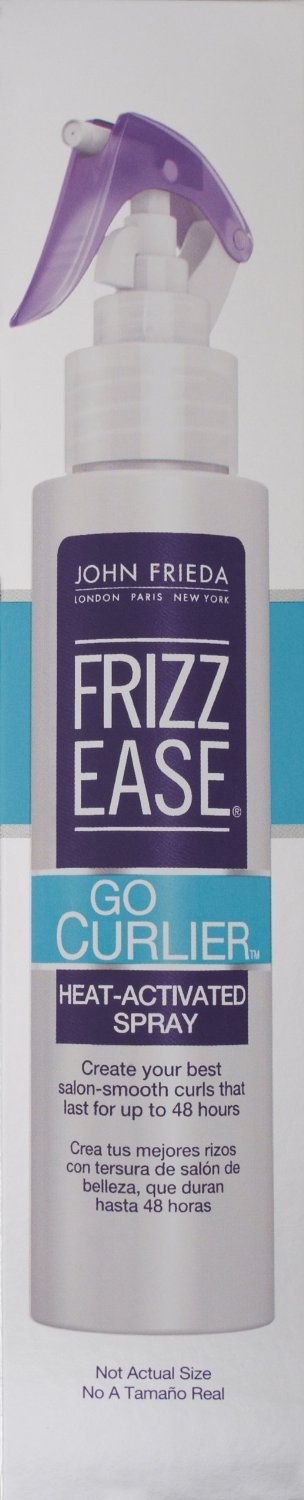 JOHN FRIEDA
LONDON PARIS NEW YORK
FRIZZ
EASE®
GO
CURLIER™
HEAT-ACTIVATED
SPRAY
Create your best
salon-smooth curls that
last for up to 48 hours
Crea tus mejores rizos
con tersura de salón de
belleza, que duran
hasta 48 horas
Not Actual Size
No A Tamaño Real